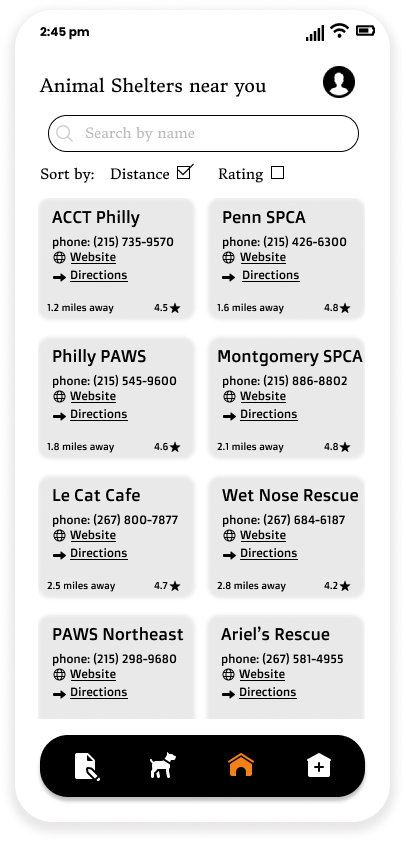 2:45 pm
Animal Shelters near you
Search by name
Sort by: Distance Rating
ACCT Philly
phone: (215) 735-9570
Website
Directions
1.2 miles away 4.5
Penn SPCA
phone: (215) 426-6300
Website
Directions
1.6 miles away 4.8
Philly PAWS
phone: (215) 545-9600
Website
Directions
1.8 miles away 4.6
Montgomery SPCA
phone: (215) 886-8802
Website
Directions
2.1 miles away 4.8
Le Cat Cafe
phone: (267) 800-7877
Website
Directions
2.5 miles away 4.7
Wet Nose Rescue
phone: (267) 684-6187
Website
Directions
2.8 miles away 4.2
PAWS Northeast
phone: (215) 298-9680
Website
Directions
Ariel’s Rescue
phone: (267) 581-4955
Website
Directions